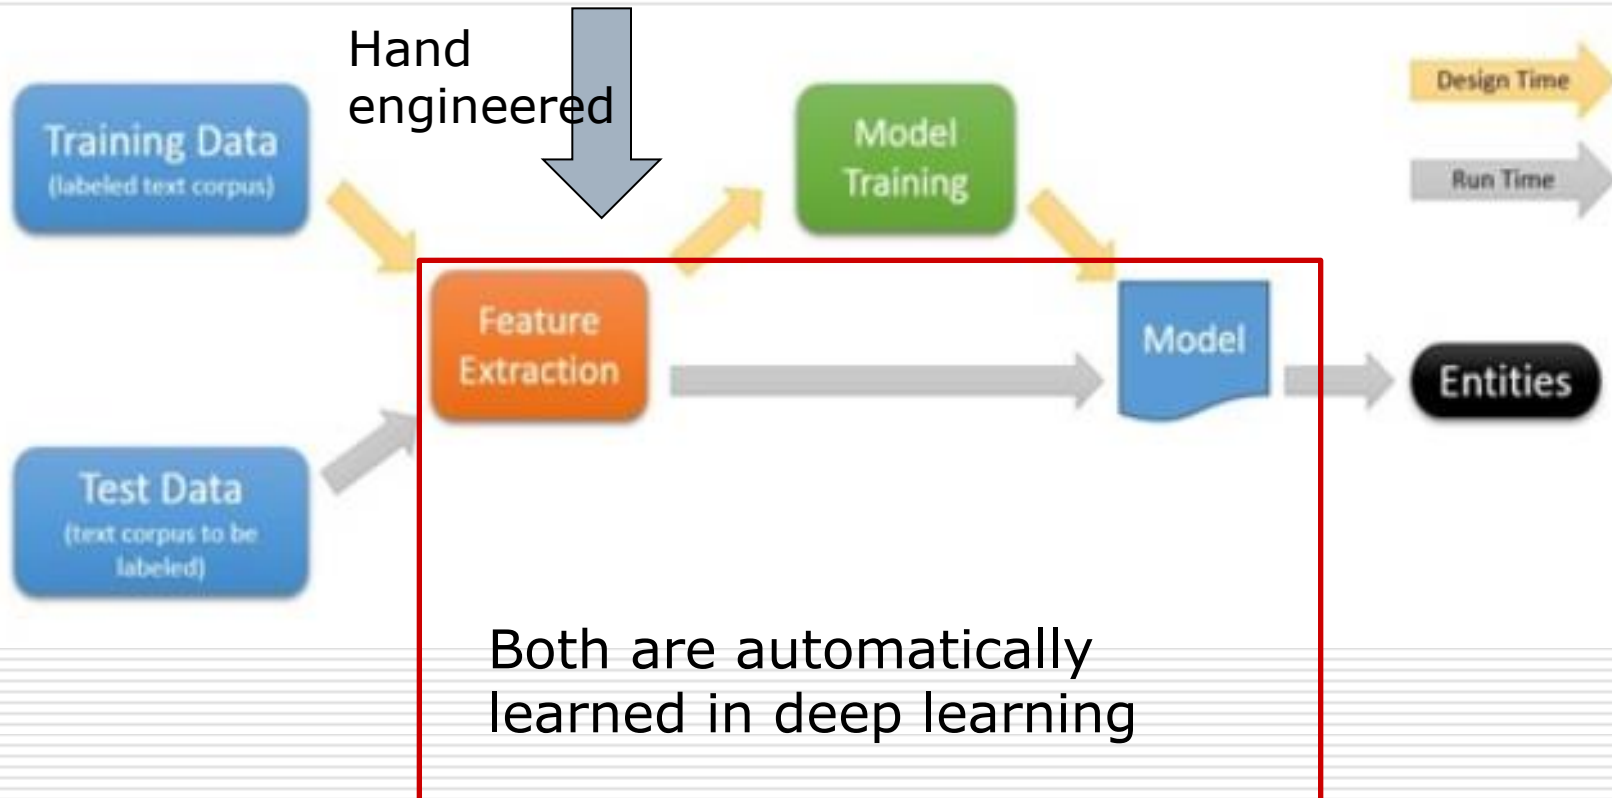 Hand
engineered
Training Data
(labeled text corpus)
Model
Training
Design Time
Run Time
Feature
Extraction
Model
Entities
Test Data
(text corpus to be
labeled)
Both are automatically
learned in deep learning